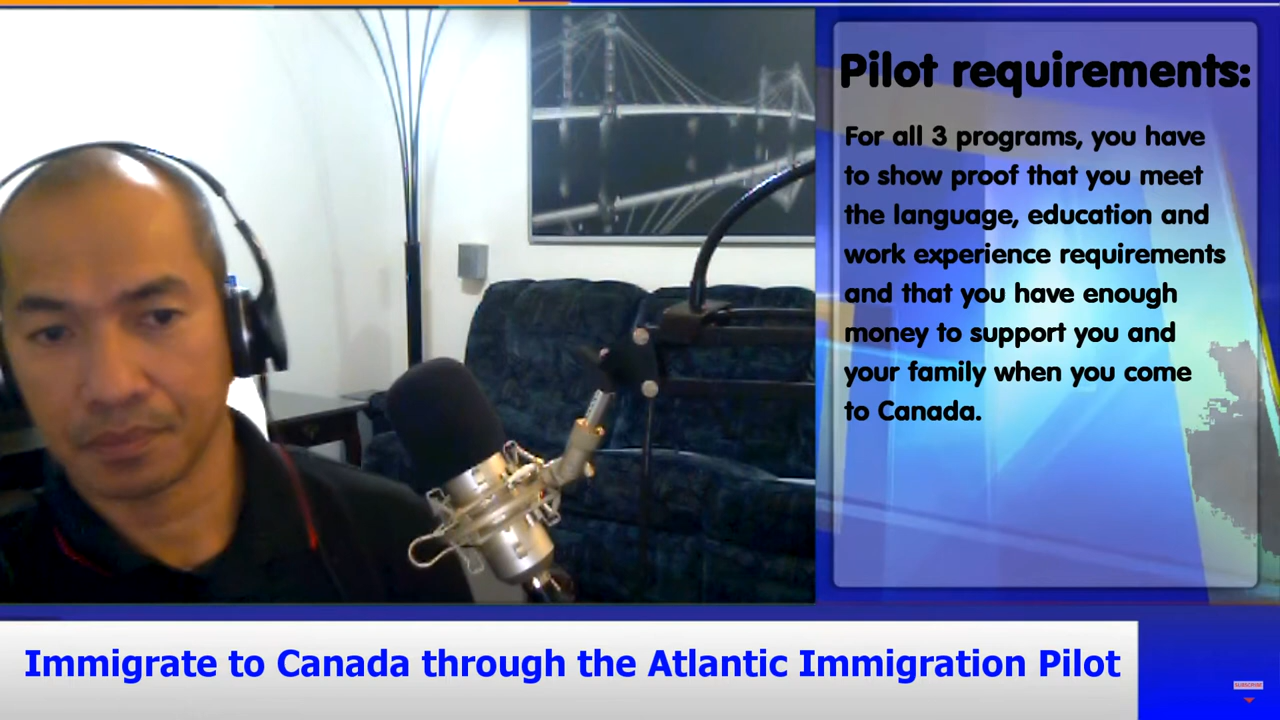 Pilot requirements:
For all 3 programs, you have
to show proof that you meet
the language, education and
work experience requirements
and that you have enough
money to support you and
your family when you come
to Canada.
Immigrate to Canada through the Atlantic Immigration Pilot
SUBSCRIBE